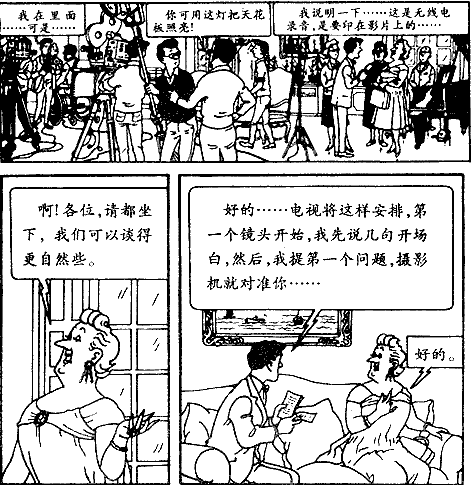 我在里面
……可是……
你可用这灯把天花
板照亮!
我说明一下……这是无线电
录音,是要印在影片上的……
啊!各位,请都坐
下,我们可以谈得
更自然些。
好的……电视将这样安排,第
一个镜头开始,我先说几句开场
白,然后,我提第一个问题,摄影
机就对准你……
好的。